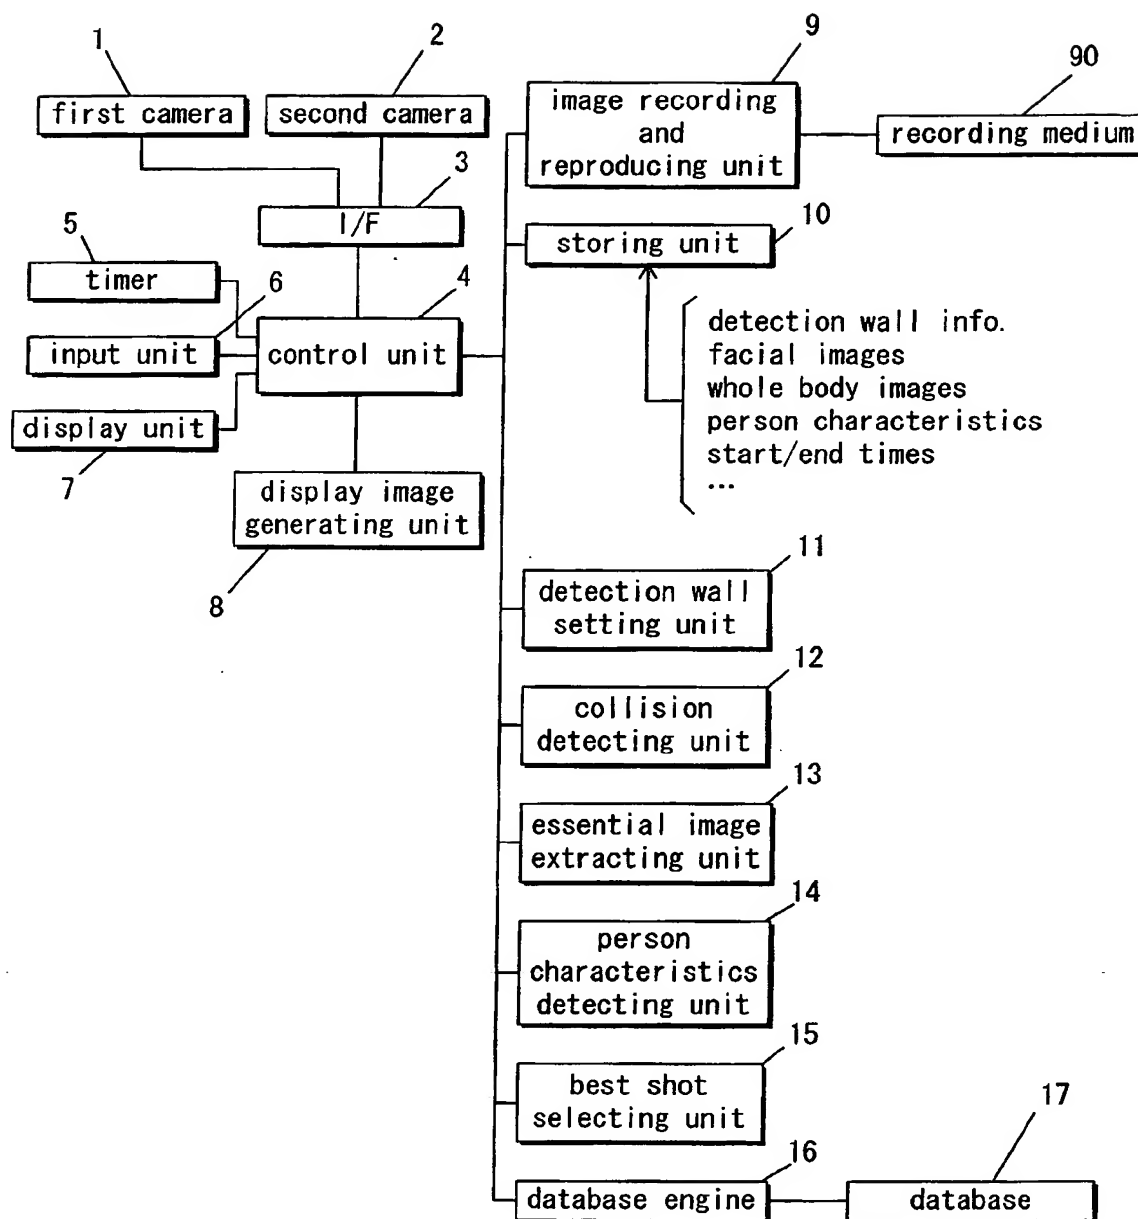 1
2
9
90
first camera
second camera
image recording
and
reproducing unit
recording medium
3
I/F
5
timer
6
4
10
storing unit
input unit
control unit
detection wall info.
facial images
whole body images
person characteristics
start/end times
...
display unit
7
display image
generating unit
8
11
detection wall
setting unit
12
collision
detecting unit
13
essential image
extracting unit
14
person
characteristics
detecting unit
15
best shot
selecting unit
16
17
database engine
database